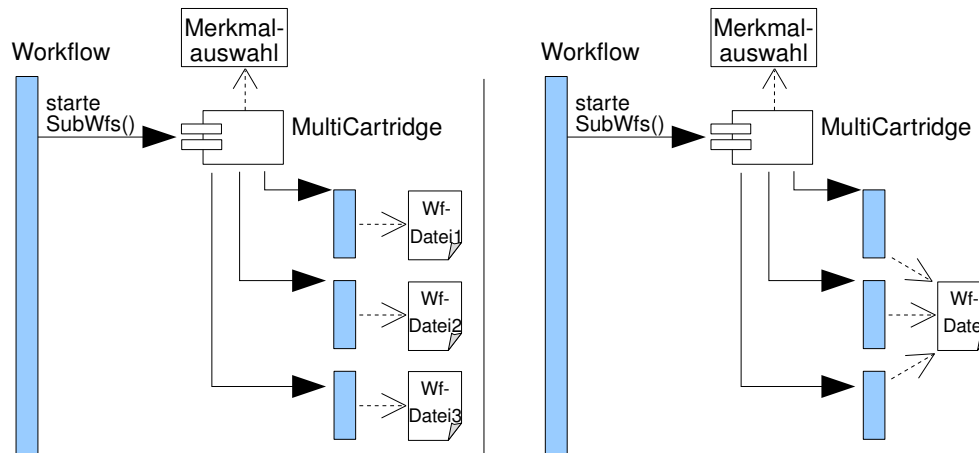 Merkmal-
auswahl
Workflow
starte
SubWfs()
MultiCartridge
Wf-
Datei1
Wf-
Datei2
Wf-
Datei3
Merkmal-
auswahl
Workflow
starte
SubWfs()
MultiCartridge
Wf-
Datei